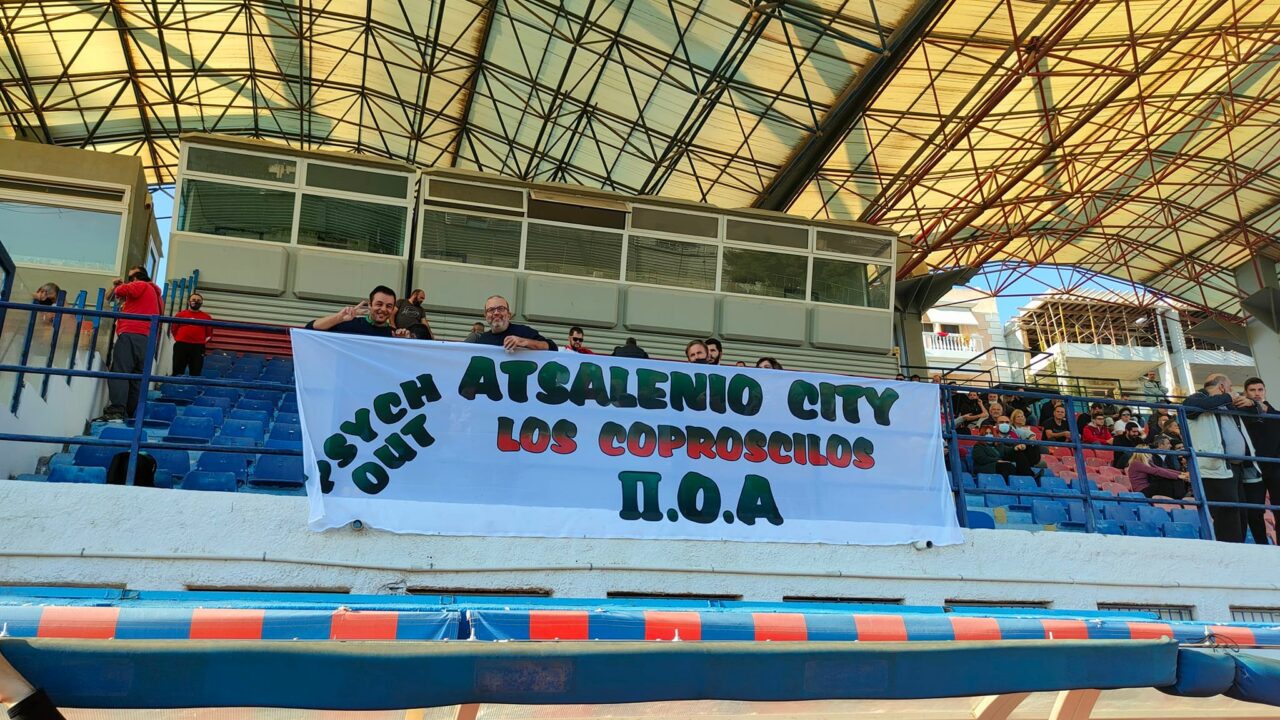 PSYCH
OUT
ATSALENIO CITY
LOS COPROSCILOS
Π.Ο.Α